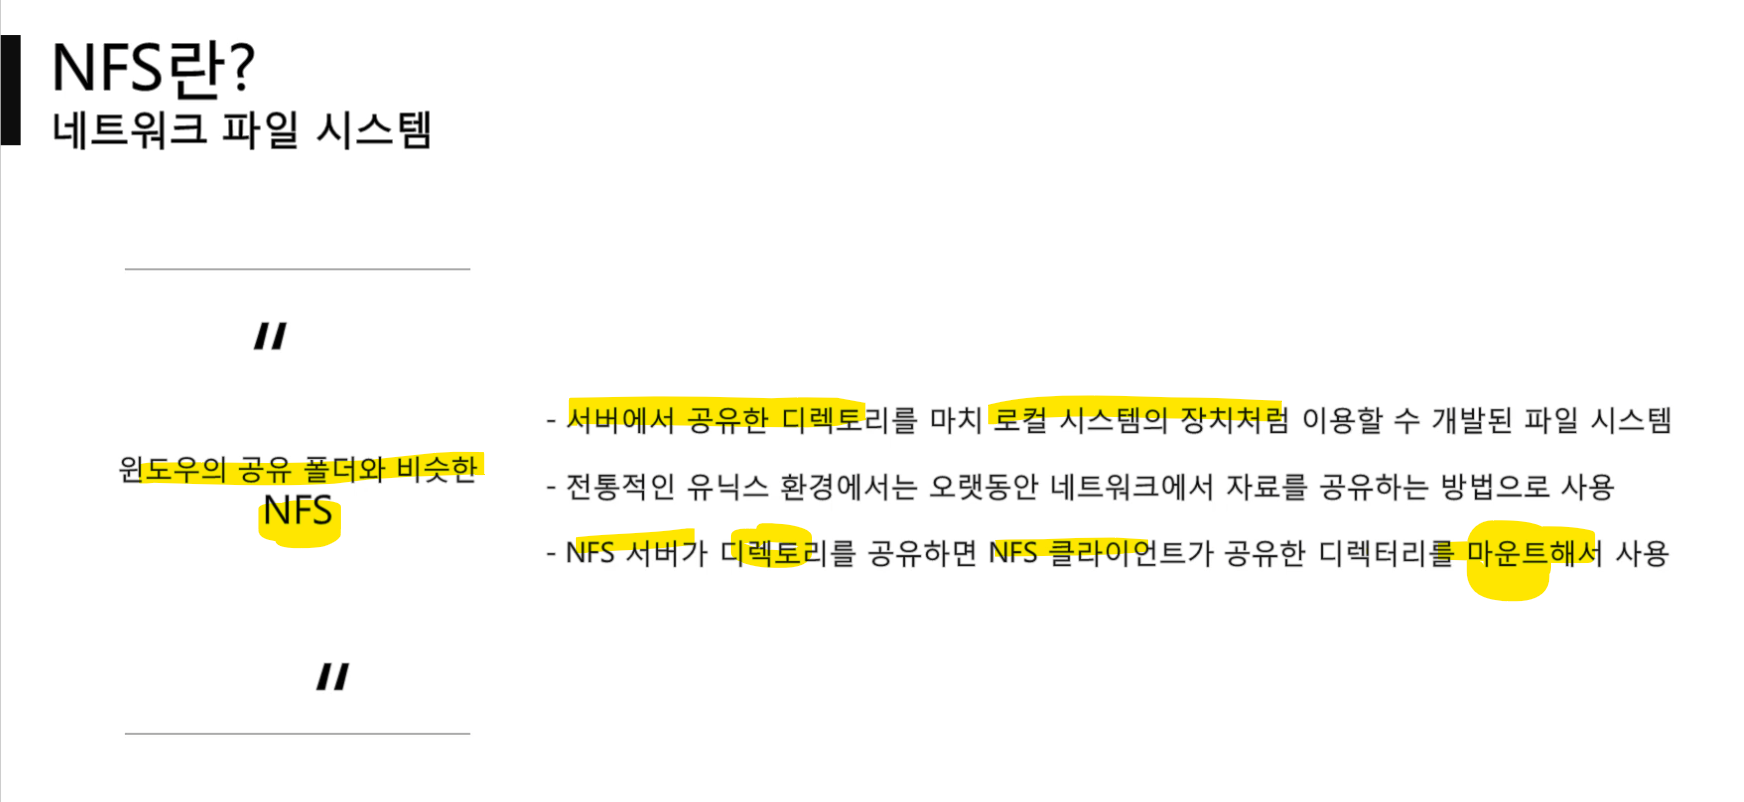 NFS란?
네트워크 파일 시스템
"
윈도우의 공유 폴더와 비슷한
NFS
"
- 서버에서 공유한 디렉토리를 마치 로컬 시스템의 장치처럼 이용할 수 개발된 파일 시스템
- 전통적인 유닉스 환경에서는 오랫동안 네트워크에서 자료를 공유하는 방법으로 사용
- NFS 서버가 디렉토리를 공유하면 NFS 클라이언트가 공유한 디렉터리를 마운트해서 사용